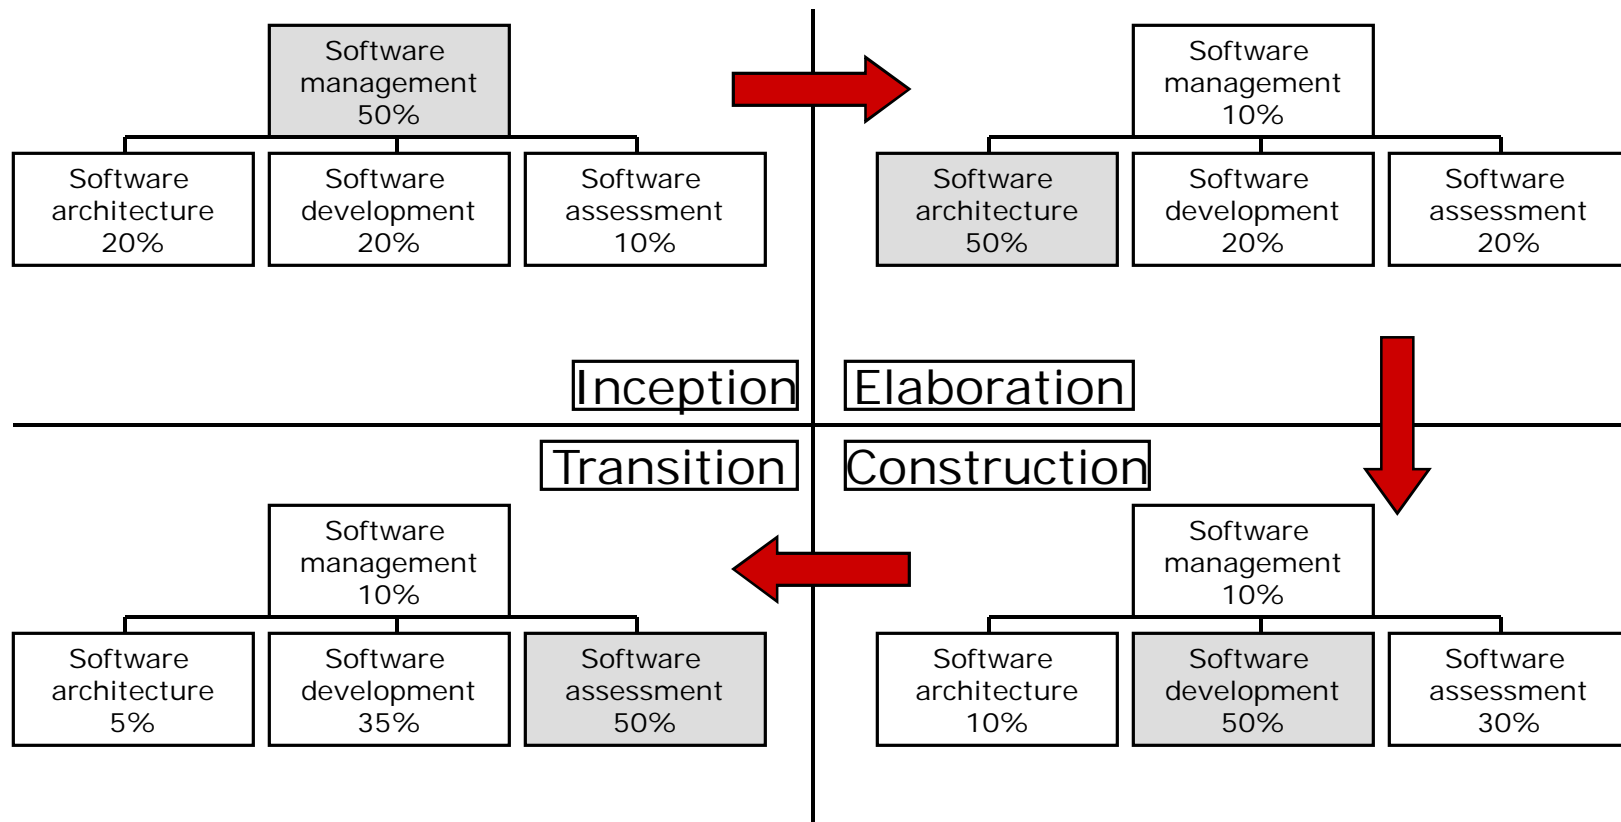 Software
management
50%
Software
architecture
20%
Software
development
20%
Software
assessment
10%
Inception
Software
management
10%
Software
architecture
50%
Software
development
20%
Software
assessment
20%
Elaboration
Transition
Software
management
10%
Software
architecture
5%
Software
development
35%
Software
assessment
50%
Construction
Software
management
10%
Software
architecture
10%
Software
development
50%
Software
assessment
30%